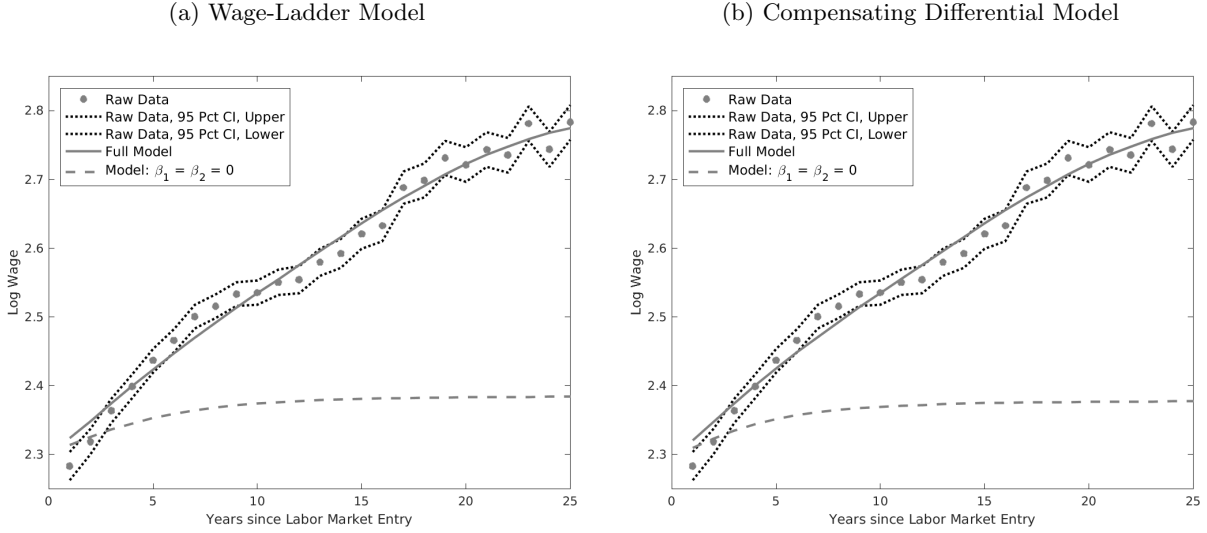 (a) Wage-Ladder Model
2.8
2.7
2.6
2.5
2.4
2.3
Log Wage
Raw Data
Raw Data, 95 Pct CI, Upper
Raw Data, 95 Pct CI, Lower
Full Model
Model: β₁ = β₂ = 0
0 5 10 15 20 25
Years since Labor Market Entry
(b) Compensating Differential Model
2.8
2.7
2.6
2.5
2.4
2.3
Log Wage
Raw Data
Raw Data, 95 Pct CI, Upper
Raw Data, 95 Pct CI, Lower
Full Model
Model: β₁ = β₂ = 0
0 5 10 15 20 25
Years since Labor Market Entry